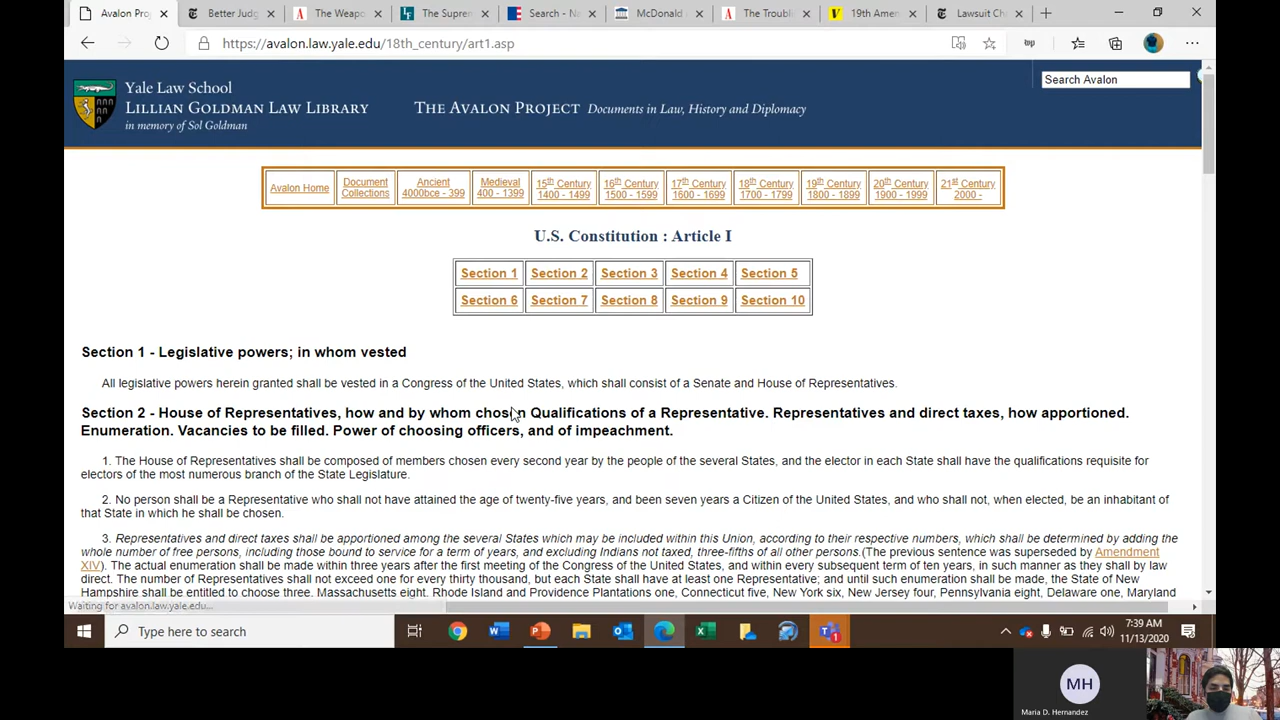 Avalon Proj
Better Judg
The Weapo
The Suprem
Search - Na
McDonald
The Trouble
19th Amen
Lawsuit Cha
https://avalon.law.yale.edu/18th_century/art1.asp
Yale Law School
LILLIAN GOLDMAN LAW LIBRARY
in memory of Sol Goldman
THE AVALON PROJECT Documents in Law, History and Diplomacy
Search Avalon
Avalon Home
Document Collections
Ancient 4000bce - 399
Medieval 400 - 1399
15th Century 1400 - 1499
16th Century 1500 - 1599
17th Century 1600 - 1699
18th Century 1700 - 1799
19th Century 1800 - 1899
20th Century 1900 - 1999
21st Century 2000 -
U.S. Constitution : Article I
Section 1 Section 2 Section 3 Section 4 Section 5
Section 6 Section 7 Section 8 Section 9 Section 10
Section 1 - Legislative powers; in whom vested
All legislative powers herein granted shall be vested in a Congress of the United States, which shall consist of a Senate and House of Representatives.
Section 2 - House of Representatives, how and by whom chosen Qualifications of a Representative. Representatives and direct taxes, how apportioned.
Enumeration. Vacancies to be filled. Power of choosing officers, and of impeachment.
1. The House of Representatives shall be composed of members chosen every second year by the people of the several States, and the elector in each State shall have the qualifications requisite for
electors of the most numerous branch of the State Legislature.
2. No person shall be a Representative who shall not have attained the age of twenty-five years, and been seven years a Citizen of the United States, and who shall not, when elected, be an inhabitant of
that State in which he shall be chosen.
3. Representatives and direct taxes shall be apportioned among the several States which may be included within this Union, according to their respective numbers, which shall be determined by adding the
whole number of free persons, including those bound to service for a term of years, and excluding Indians not taxed, three-fifths of all other persons.(The previous sentence was superseded by Amendment
XIV). The actual enumeration shall be made within three years after the first meeting of the Congress of the United States, and within every subsequent term of ten years, in such manner as they shall by law
direct. The number of Representatives shall not exceed one for every thirty thousand, but each State shall have at least one Representative; and until such enumeration shall be made, the State of New
Hampshire shall be entitled to choose three, Massachusetts eight, Rhode Island and Providence Plantations one, Connecticut five, New York six, New Jersey four, Pennsylvania eight, Delaware one, Maryland
Waiting for avalon.law.yale.edu...
Type here to search
7:39 AM
11/13/2020
MH
Maria D. Hernandez